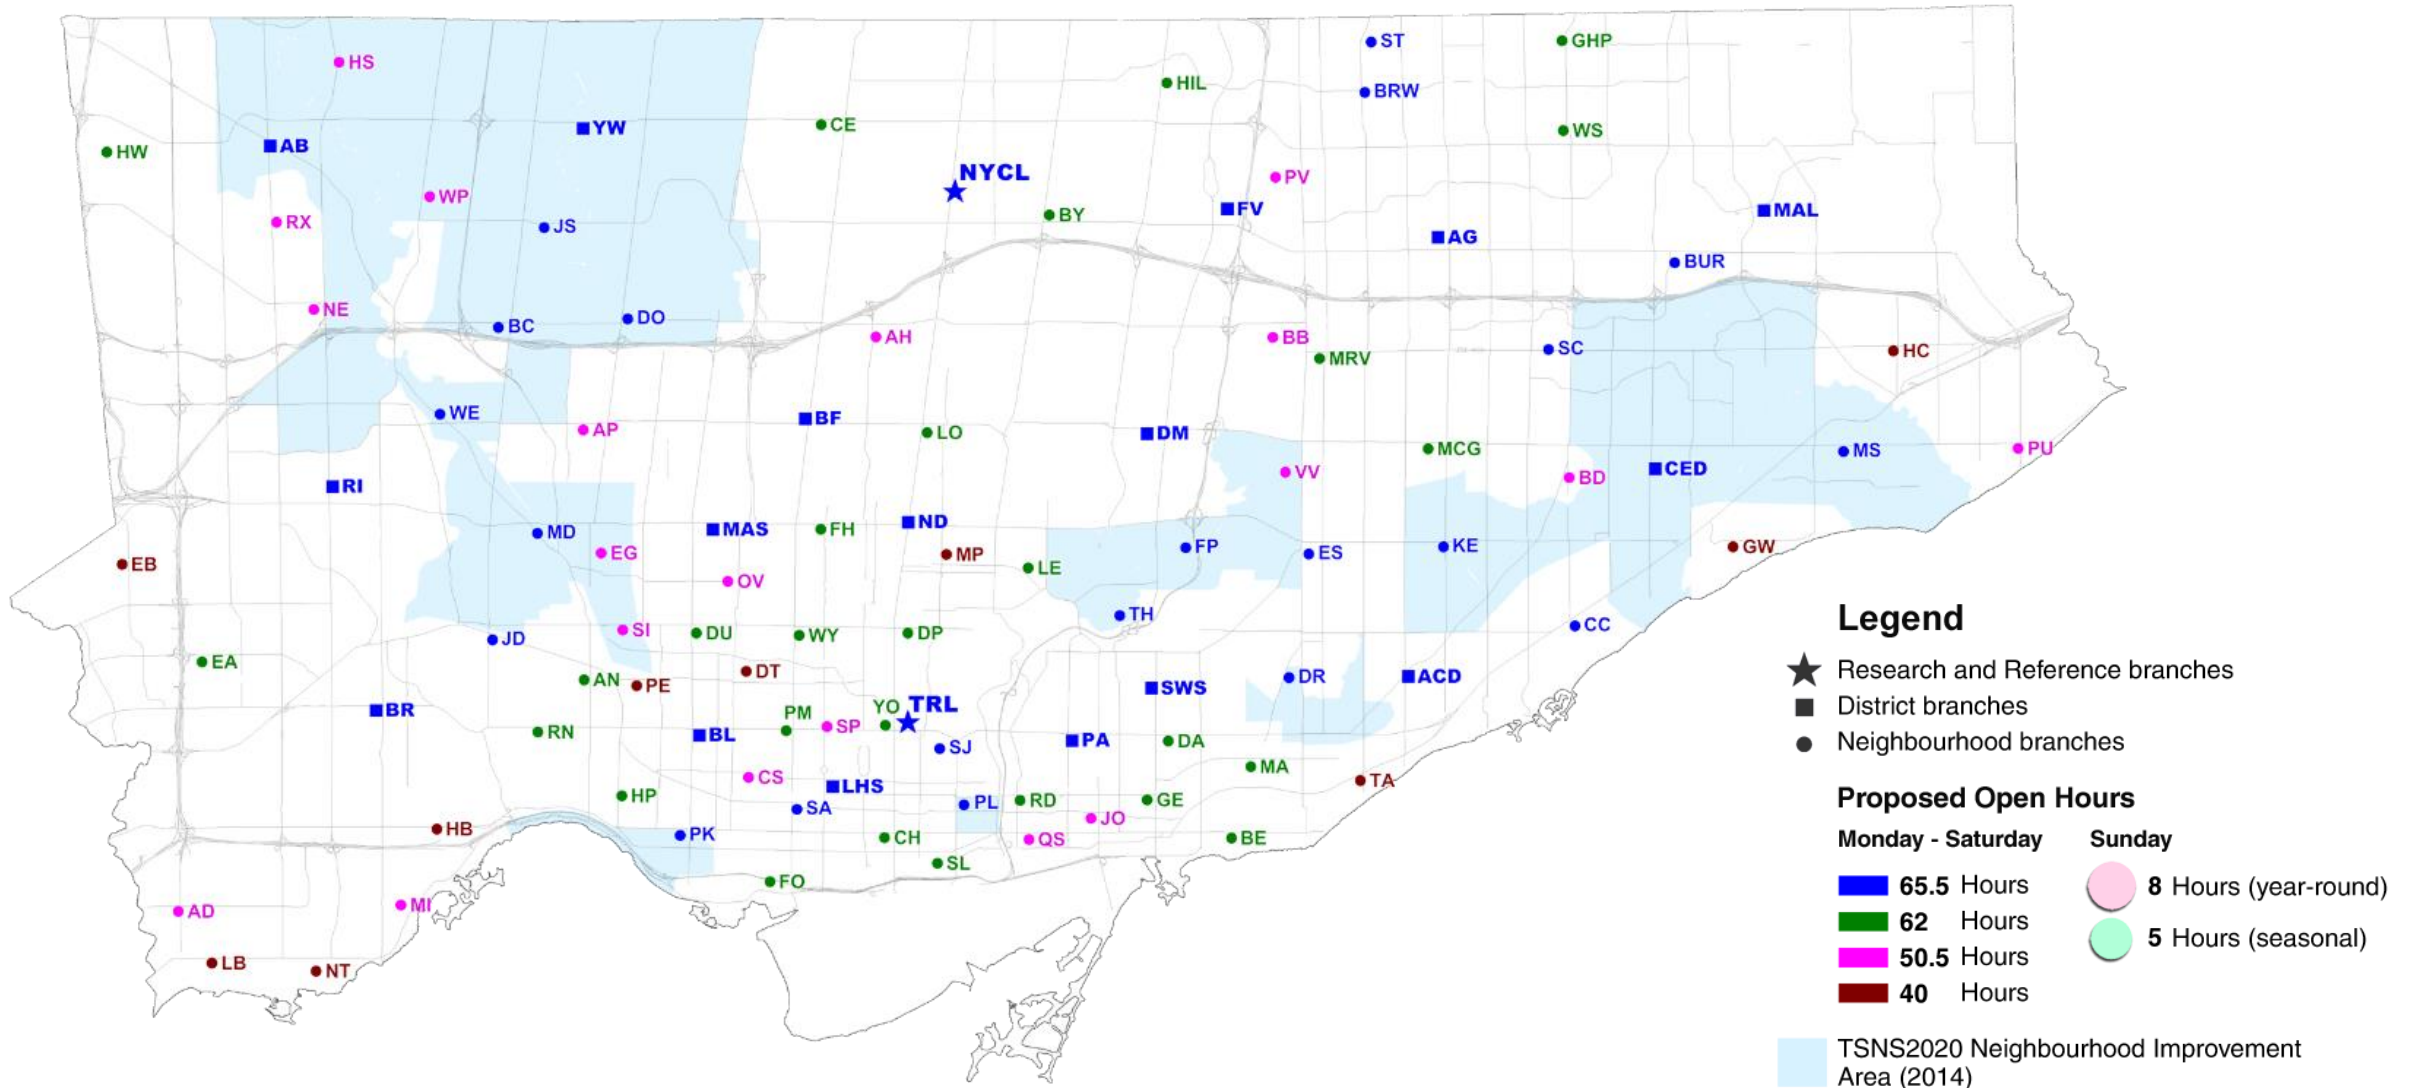 ST
GHP
HS
HIL
BRW
CE
YW
WS
AB
HW
NYCL
PV
WP
FV
MAL
BY
RX
JS
AG
BUR
NE
DO
BC
AH
BB
SC
HC
MRV
WE
BF
AP
LO
DM
MCG
PU
MS
CED
VV
BD
RI
ND
MAS
FH
MD
KE
GW
FP
EG
ES
MP
EB
LE
OV
TH
CC
SI
DU
WY
DP
JD
EA
DT
DR
ACD
AN
PE
SWS
TRL
YO
BR
PM
SP
RN
BL
PA
DA
SJ
MA
CS
TA
LHS
HP
RD
GE
PL
SA
JO
HB
PK
CH
QS
BE
SL
FO
MI
AD
LB
NT
Legend
Research and Reference branches
District branches
Neighbourhood branches
Proposed Open Hours
Monday - Saturday
Sunday
65.5 Hours
8 Hours (year-round)
62 Hours
5 Hours (seasonal)
50.5 Hours
40 Hours
TSNS2020 Neighbourhood Improvement
Area (2014)